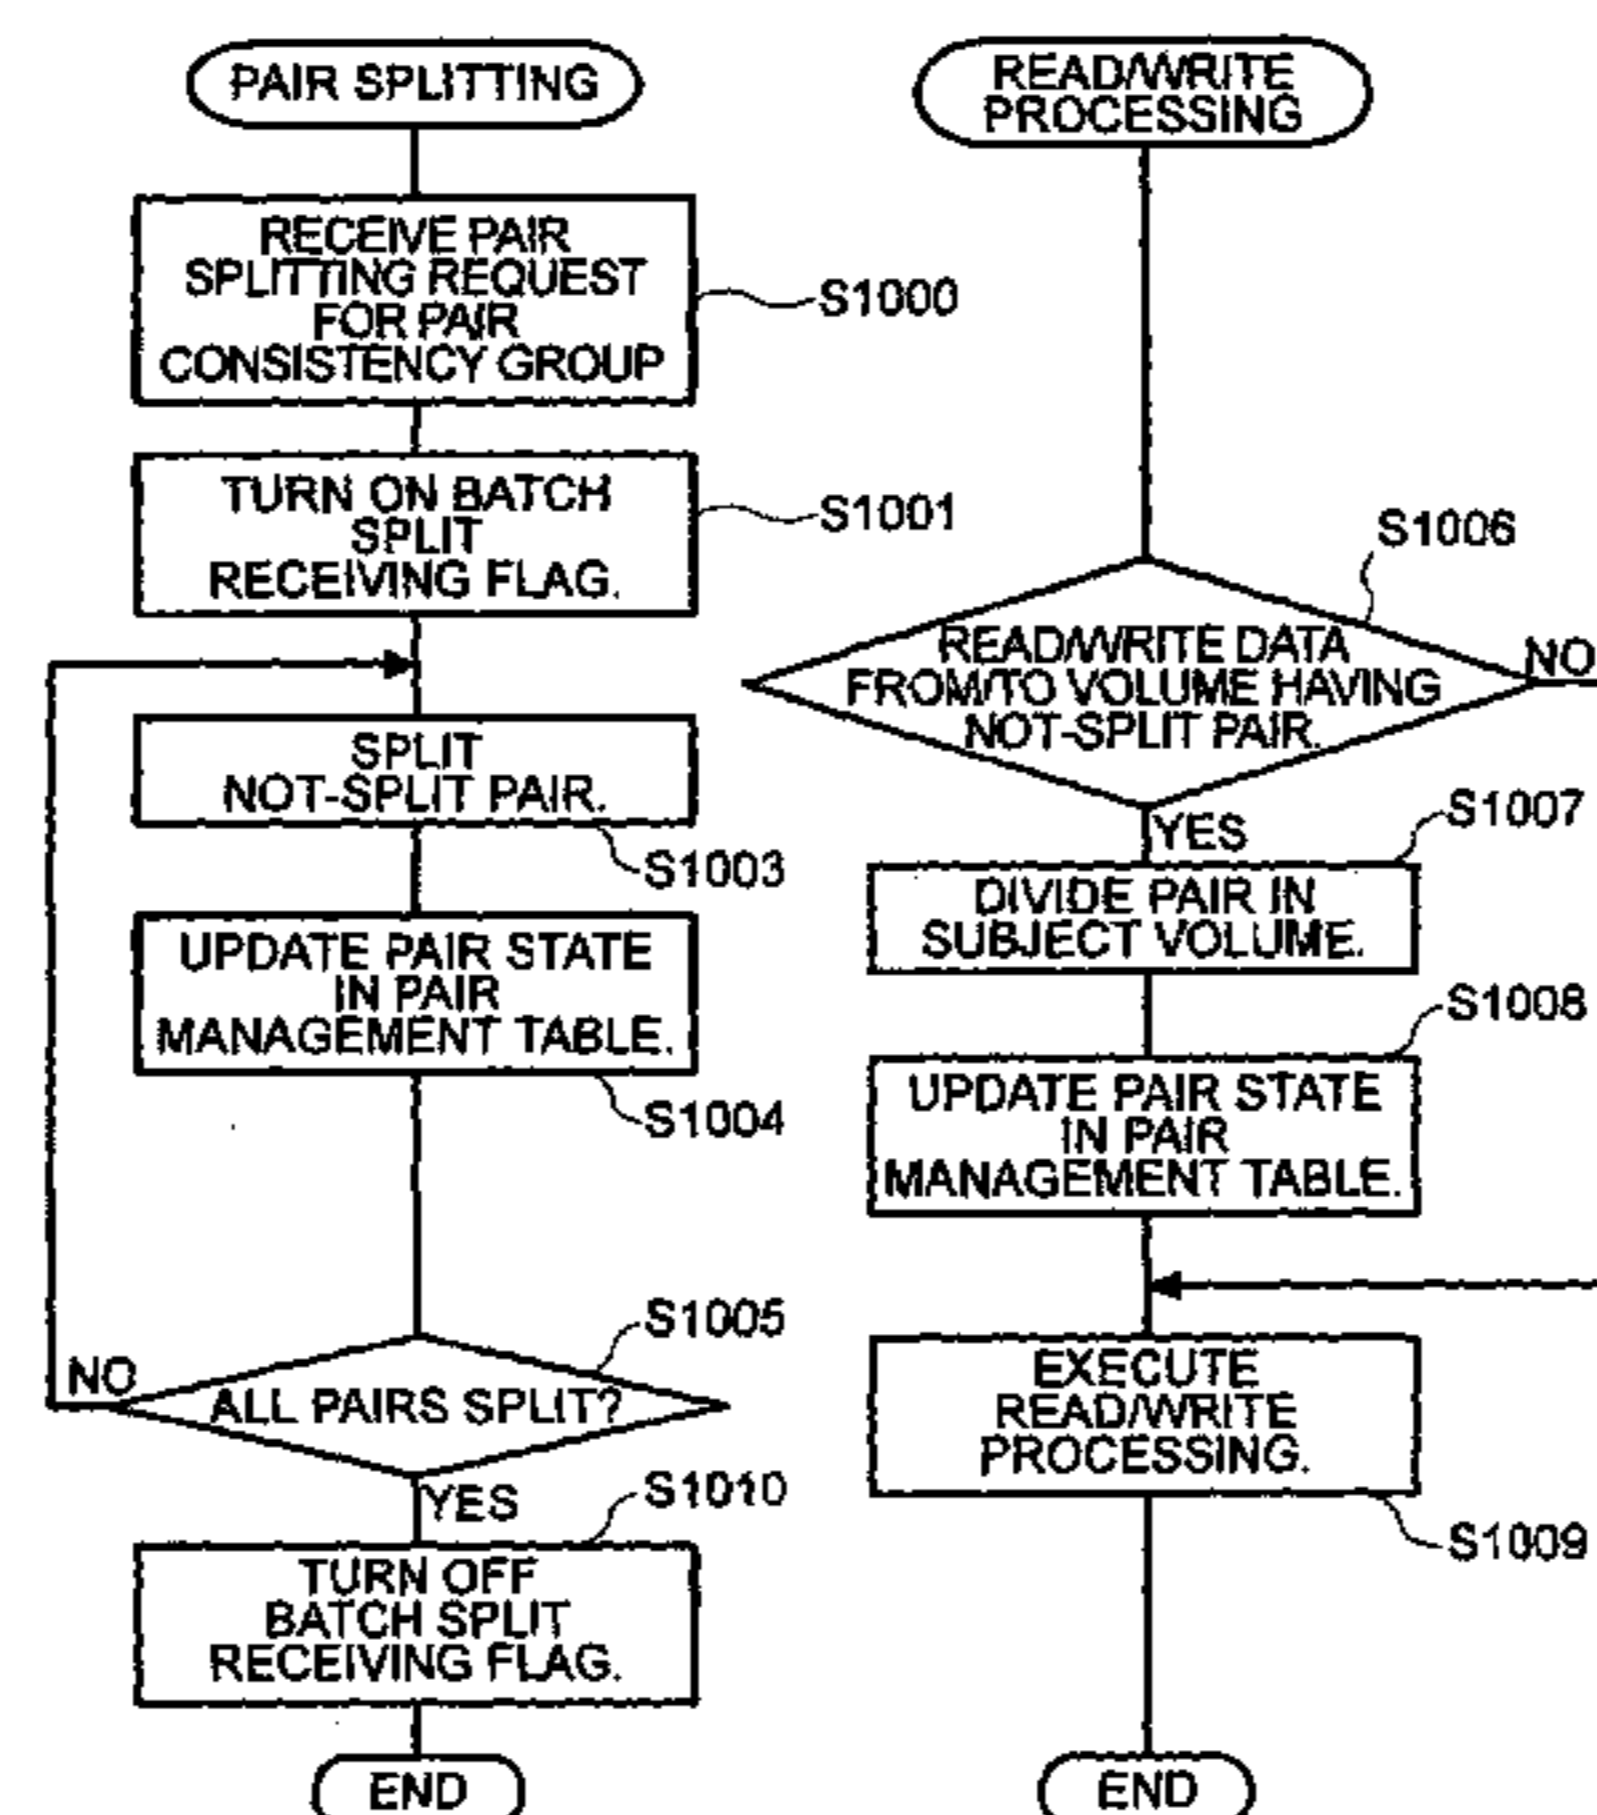 PAIR SPLITTING
RECEIVE PAIR
SPLITTING REQUEST
FOR PAIR
CONSISTENCY GROUP
S1000
TURN ON BATCH
SPLIT
RECEIVING FLAG.
S1001
SPLIT
NOT-SPLIT PAIR.
S1003
UPDATE PAIR STATE
IN PAIR
MANAGEMENT TABLE.
S1004
S1005
ALL PAIRS SPLIT?
NO
YES
S1010
TURN OFF
BATCH SPLIT
RECEIVING FLAG.
END
READ/WRITE
PROCESSING
S1006
READ/WRITE DATA
FROM/TO VOLUME HAVING
NOT-SPLIT PAIR.
NO
YES
S1007
DIVIDE PAIR IN
SUBJECT VOLUME.
S1008
UPDATE PAIR STATE
IN PAIR
MANAGEMENT TABLE.
EXECUTE
READ/WRITE
PROCESSING.
S1009
END